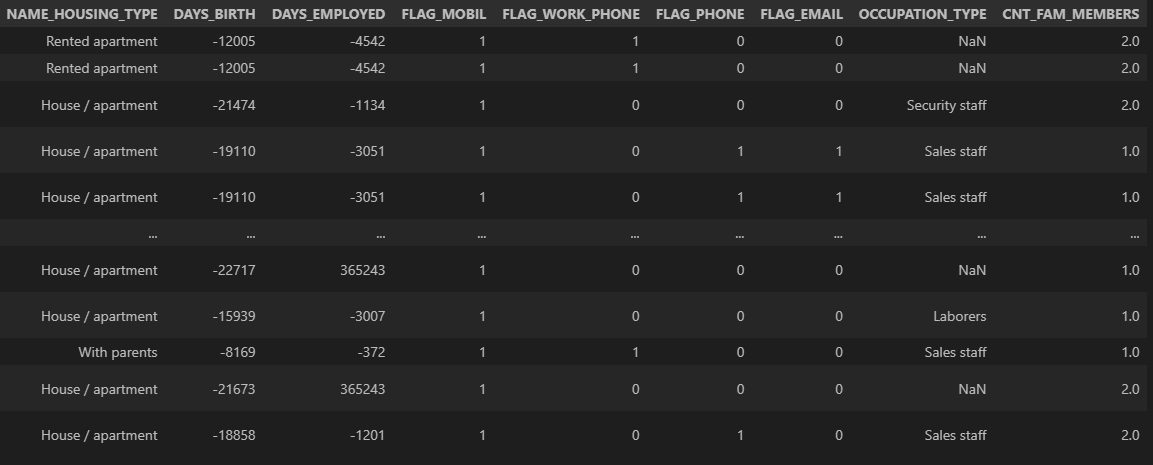 NAME_HOUSING_TYPE DAYS_BIRTH DAYS_EMPLOYED FLAG_MOBIL FLAG_WORK_PHONE FLAG_PHONE FLAG_EMAIL OCCUPATION_TYPE CNT_FAM_MEMBERS
Rented apartment -12005 -4542 1 1 0 0 NaN 2.0
Rented apartment -12005 -4542 1 1 0 0 NaN 2.0
House / apartment -21474 -1134 1 0 0 0 Security staff 2.0
House / apartment -19110 -3051 1 0 1 1 Sales staff 1.0
House / apartment -19110 -3051 1 0 1 1 Sales staff 1.0
... ... ... ... ... ... ... ... ...
House / apartment -22717 365243 1 0 0 0 NaN 1.0
House / apartment -15939 -3007 1 0 0 0 Laborers 1.0
With parents -8169 -372 1 1 0 0 Sales staff 1.0
House / apartment -21673 365243 1 0 0 0 NaN 2.0
House / apartment -18858 -1201 1 0 1 0 Sales staff 2.0